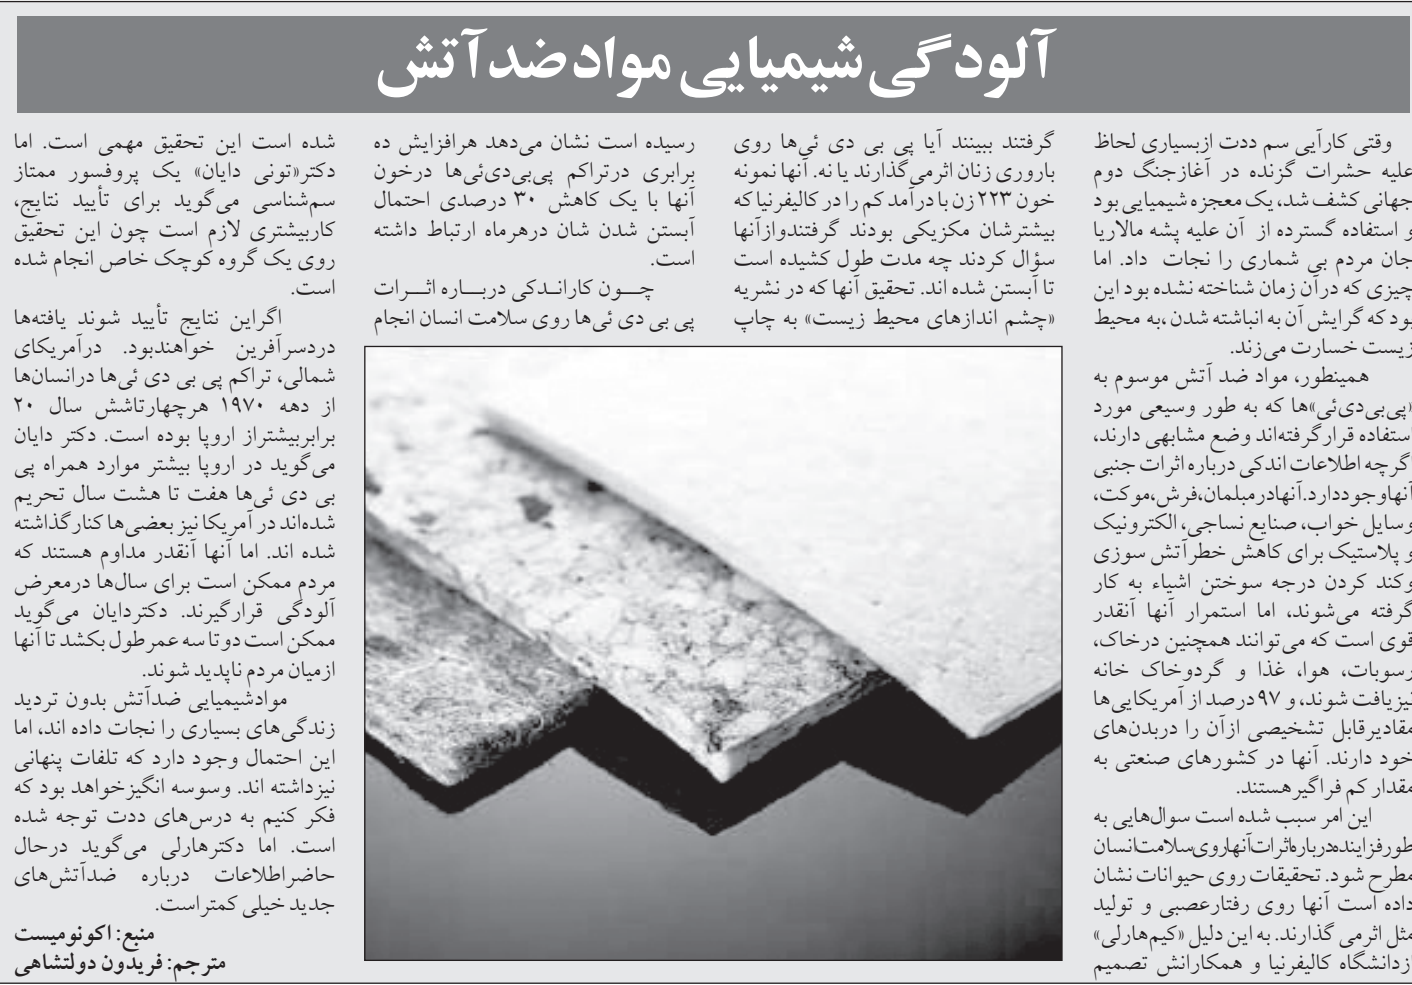 آلودگی شیمیایی مواد ضد آتش
وقتی کارآیی سم ددت ازبسیاری لحاظ
علیه حشرات گزنده در آغازجنگ دوم
جهانی کشف شد، یک معجزه شیمیایی بود
و استفاده گسترده از آن علیه پشه مالاریا
جان مردم بی شماری را نجات داد. اما
چیزی که درآن زمان شناخته نشده بود این
بود که گرایش آن به انباشته شدن ،به محیط
زیست خسارت می‌زند.
همینطور، مواد ضد آتش موسوم به
«پی‌بی‌دی‌ئی»ها که به طور وسیعی مورد
استفاده قرارگرفته‌اند وضع مشابهی دارند،
گرچه اطلاعات اندکی درباره اثرات جنبی
آنهاوجوددارد.آنهادرمبلمان،فرش،موکت،
وسایل خواب، صنایع نساجی، الکترونیک
و پلاستیک برای کاهش خطرآتش سوزی
وکند کردن درجه سوختن اشیاء به کار
گرفته می‌شوند، اما استمرار آنها آنقدر
قوی است که می‌توانند همچنین درخاک،
رسوبات، هوا، غذا و گردوخاک خانه
نیزیافت شوند، و ۹۷ درصد از آمریکایی‌ها
مقادیرقابل تشخیصی ازآن را دربدن‌های
خود دارند. آنها در کشورهای صنعتی به
مقدار کم فراگیرهستند.
این امر سبب شده است سوال‌هایی به
طورفزاینده‌درباره‌اثرات‌آنهاروی‌سلامت‌انسان
مطرح شود. تحقیقات روی حیوانات نشان
داده است آنها روی رفتارعصبی و تولید
مثل اثرمی گذارند. به این دلیل «کیم‌هارلی»
ازدانشگاه کالیفرنیا و همکارانش تصمیم
گرفتند ببینند آیا پی بی دی ئی‌ها روی
باروری زنان اثرمی‌گذارند یا نه. آنها نمونه
خون ۲۲۳ زن با درآمد کم را در کالیفرنیا که
بیشترشان مکزیکی بودند گرفتندوازآنها
سؤال کردند چه مدت طول کشیده است
تا آبستن شده اند. تحقیق آنها که در نشریه
«چشم اندازهای محیط زیست» به چاپ
رسیده است نشان می‌دهد هرافزایش ده
برابری درتراکم پی‌بی‌دی‌ئی‌ها درخون
آنها با یک کاهش ۳۰ درصدی احتمال
آبستن شدن شان درهرماه ارتباط داشته
است.
چون کاراندکی درباره اثرات
پی بی دی ئی‌ها روی سلامت انسان انجام
شده است این تحقیق مهمی است. اما
دکتر«تونی دایان» یک پروفسور ممتاز
سم‌شناسی می‌گوید برای تأیید نتایج،
کاربیشتری لازم است چون این تحقیق
روی یک گروه کوچک خاص انجام شده
است.
اگراین نتایج تأیید شوند یافته‌ها
دردسرآفرین خواهندبود. درآمریکای
شمالی، تراکم پی بی دی ئی‌ها درانسان‌ها
از دهه ۱۹۷۰ هرچهارتاشش سال ۲۰
برابربیشتراز اروپا بوده است. دکتر دایان
می‌گوید در اروپا بیشتر موارد همراه پی
بی دی ئی‌ها هفت تا هشت سال تحریم
شده‌اند در آمریکا نیز بعضی‌ها کنار گذاشته
شده اند. اما آنها آنقدر مداوم هستند که
مردم ممکن است برای سال‌ها درمعرض
آلودگی قرارگیرند. دکتردایان می‌گوید
ممکن است دو تا سه عمر طول بکشد تا آنها
ازمیان مردم ناپدید شوند.
موادشیمیایی ضدآتش بدون تردید
زندگی‌های بسیاری را نجات داده اند، اما
این احتمال وجود دارد که تلفات پنهانی
نیزداشته اند. وسوسه انگیزخواهد بود که
فکر کنیم به درس‌های ددت توجه شده
است. اما دکترهارلی می‌گوید درحال
حاضراطلاعات درباره ضدآتش‌های
جدید خیلی کمتراست.
منبع: اکونومیست
مترجم: فریدون دولتشاهی